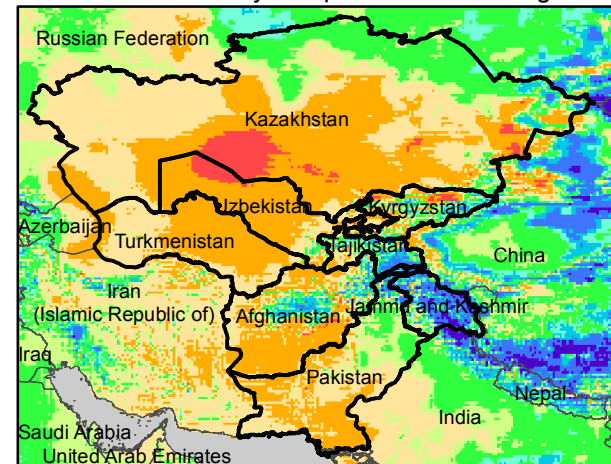 Russian Federation
Kazakhstan
Uzbekistan
Kyrgyzstan
Azerbaijan
Turkmenistan
Tajikistan
China
Iran
(Islamic Republic of)
Afghanistan
Jammu and Kashmir
Iraq
Pakistan
Nepal
India
Saudi Arabia
United Arab Emirates